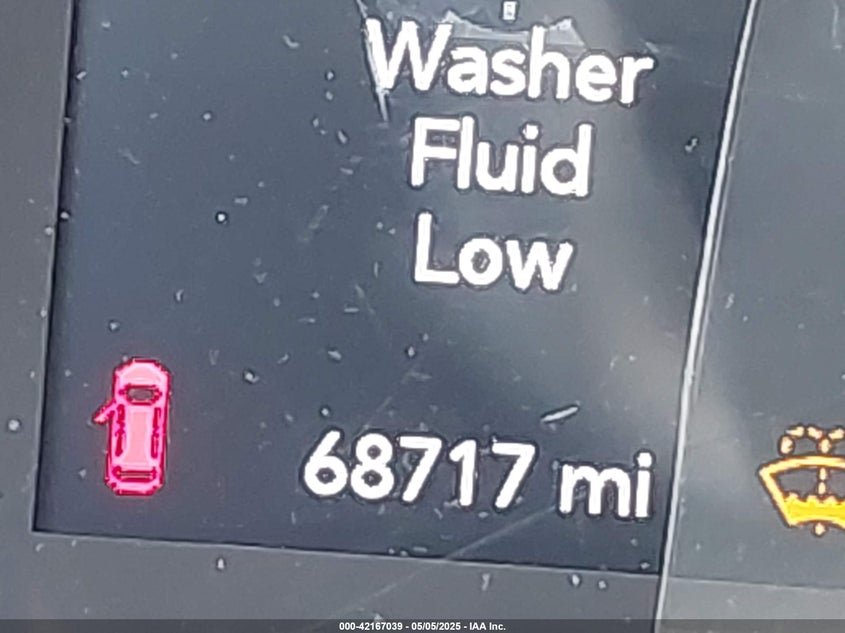 Washer
Fluid
Low
68717 mi
000-42167039 - 05/05/2025 - IAA Inc.